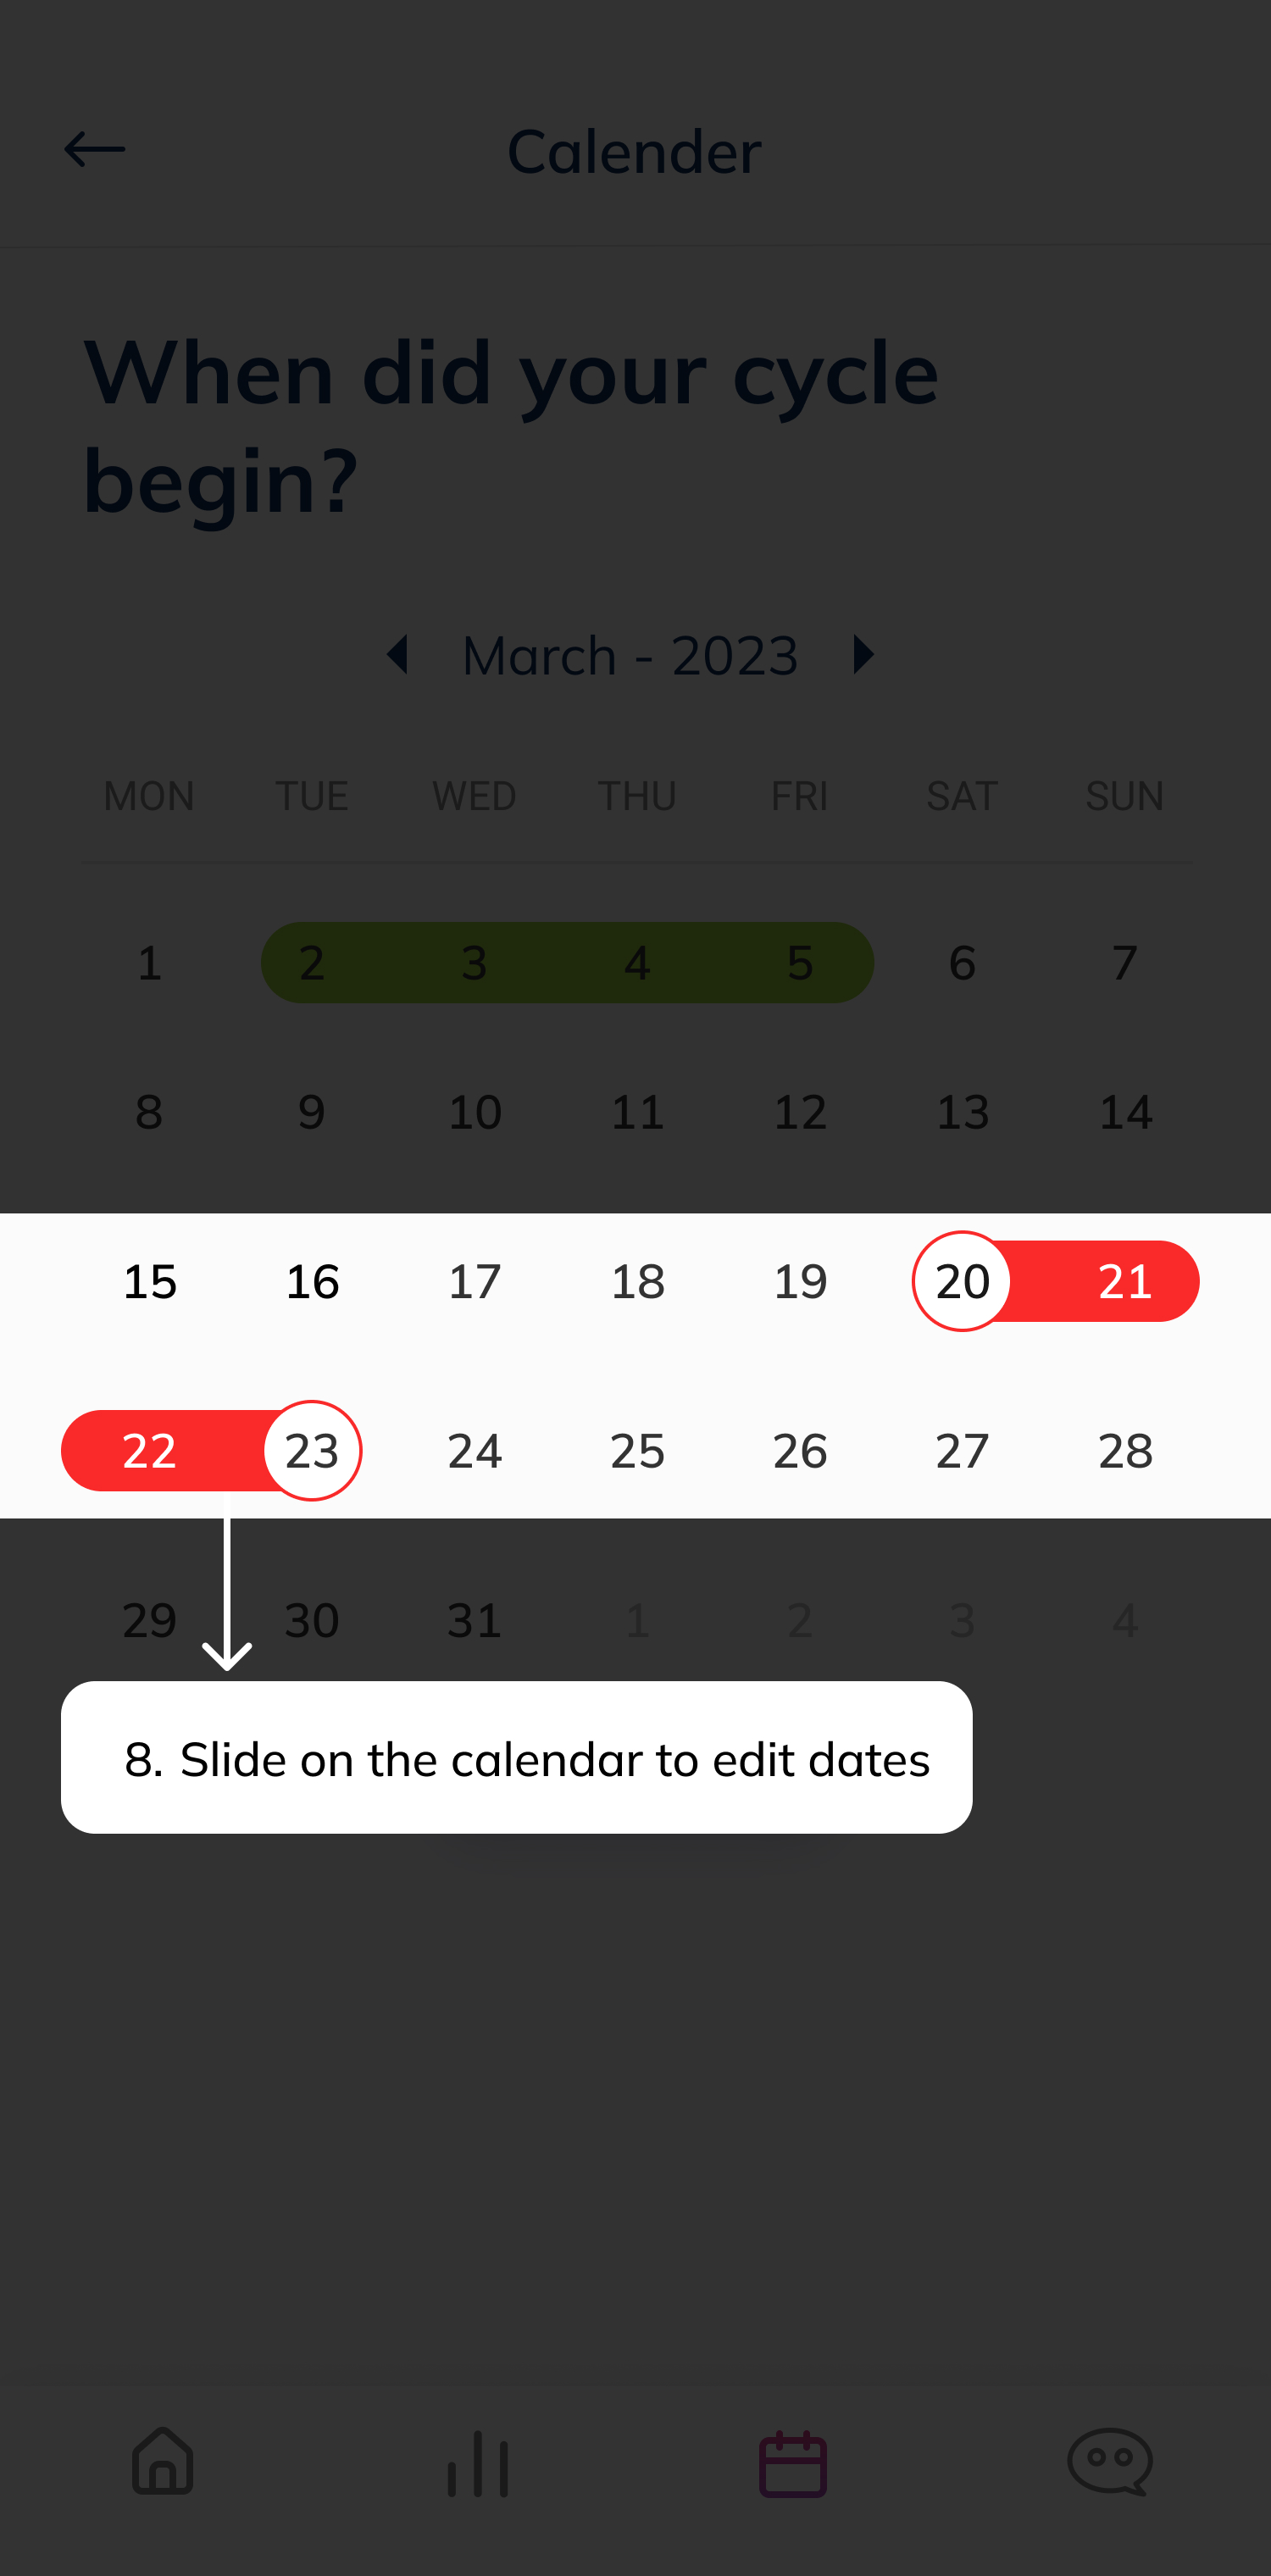 Calender
When did your cycle
begin?
March - 2023
MON TUE WED THU FRI SAT SUN
1 2 3 4 5 6 7
8 9 10 11 12 13 14
15 16 17 18 19 20 21
22 23 24 25 26 27 28
29 30 31 1 2 3 4
8. Slide on the calendar to edit dates